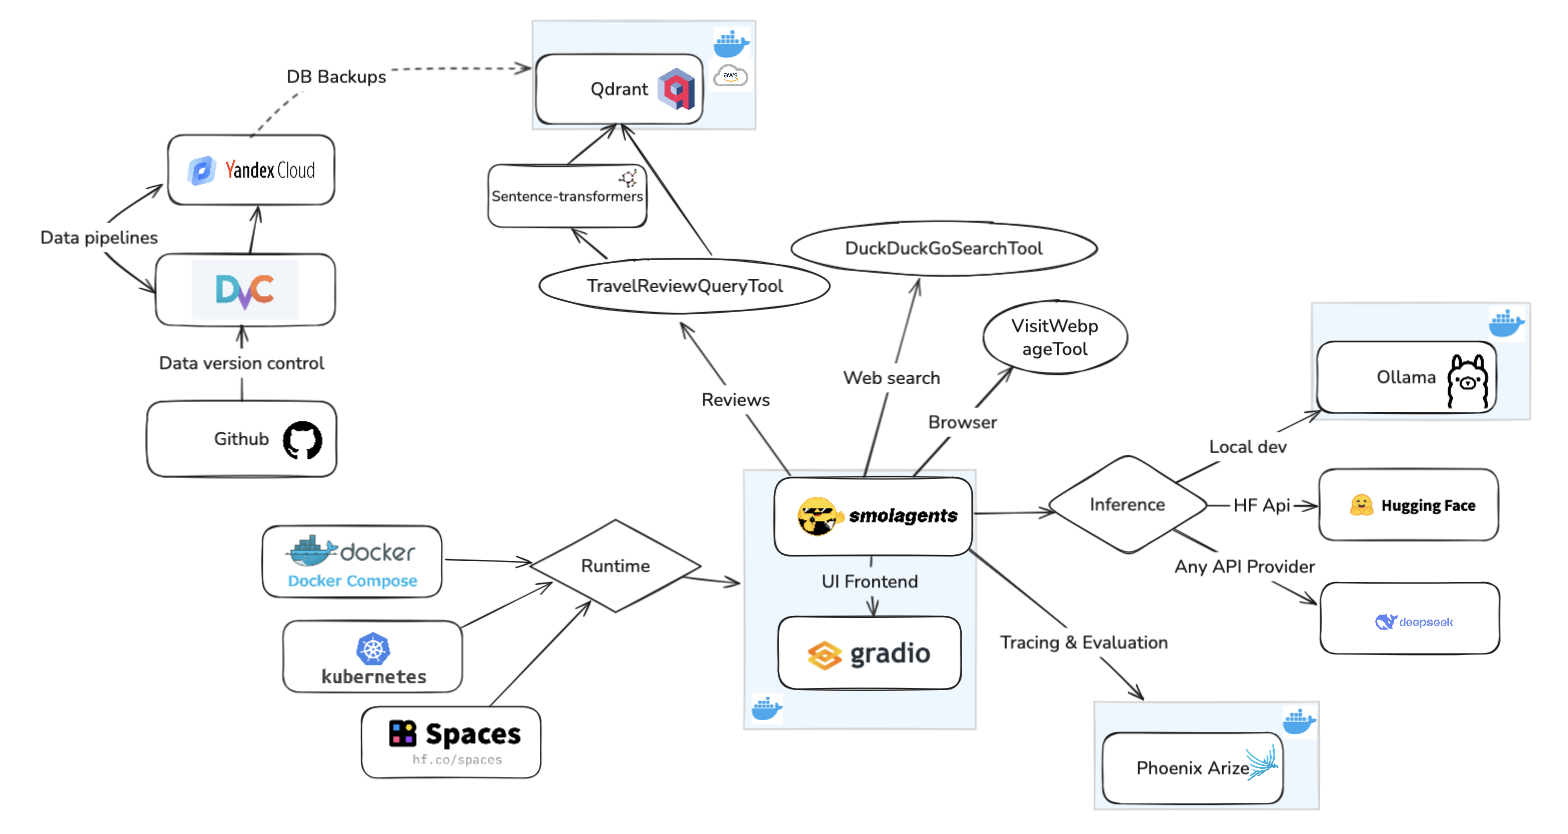 DB Backups
aws
Qdrant
Yandex Cloud
Sentence-transformers
Data pipelines
DuckDuckGoSearchTool
DVC
TravelReviewQueryTool
VisitWebp
ageTool
Data version control
Web search
Ollama
Reviews
Browser
Github
Local dev
smolagents
Inference
HF Api
Hugging Face
docker
Docker Compose
Runtime
UI Frontend
Any API Provider
deepseek
kubernetes
gradio
Tracing & Evaluation
Spaces
hf.co/spaces
Phoenix Arize